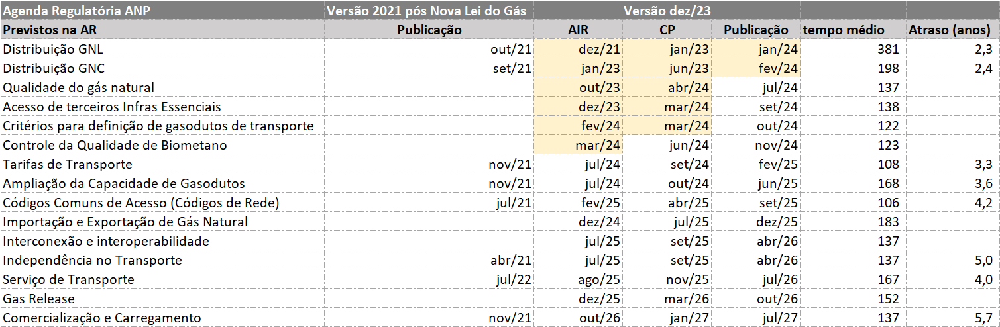 Agenda Regulatória ANP Versão 2021 pós Nova Lei do Gás Versão dez/23
Previstos na AR Publicação AIR CP Publicação tempo médio Atraso (anos)
Distribuição GNL out/21 dez/21 jan/23 jan/24 381 2,3
Distribuição GNC set/21 jan/23 jun/23 fev/24 198 2,4
Qualidade do gás natural out/23 abr/24 jul/24 137
Acesso de terceiros Infras Essenciais dez/23 mar/24 set/24 138
Critérios para definição de gasodutos de transporte fev/24 mar/24 out/24 122
Controle da Qualidade de Biometano mar/24 jun/24 nov/24 123
Tarifas de Transporte nov/21 jul/24 set/24 fev/25 108 3,3
Ampliação da Capacidade de Gasodutos nov/21 jul/24 out/24 jun/25 168 3,6
Códigos Comuns de Acesso (Códigos de Rede) jul/21 fev/25 abr/25 set/25 106 4,2
Importação e Exportação de Gás Natural dez/24 jul/25 dez/25 183
Interconexão e interoperabilidade jul/25 set/25 abr/26 137
Independência no Transporte abr/21 jul/25 set/25 abr/26 137 5,0
Serviço de Transporte jul/22 ago/25 nov/25 jul/26 167 4,0
Gas Release dez/25 mar/26 out/26 152
Comercialização e Carregamento nov/21 out/26 jan/27 jul/27 137 5,7